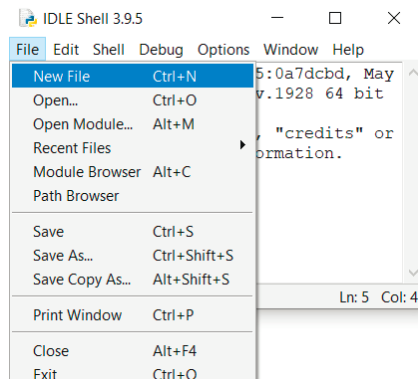 IDLE Shell 3.9.5
File Edit Shell Debug Options Window Help
New File Ctrl+N
5:0a7dcbd, May
Open... Ctrl+O
v.1928 64 bit
Open Module... Alt+M
Recent Files
, "credits" or
Module Browser Alt+C
ormation.
Path Browser
Save Ctrl+S
Save As... Ctrl+Shift+S
Save Copy As... Alt+Shift+S
Ln: 5 Col: 4
Print Window Ctrl+P
Close Alt+F4
Exit Ctrl+Q